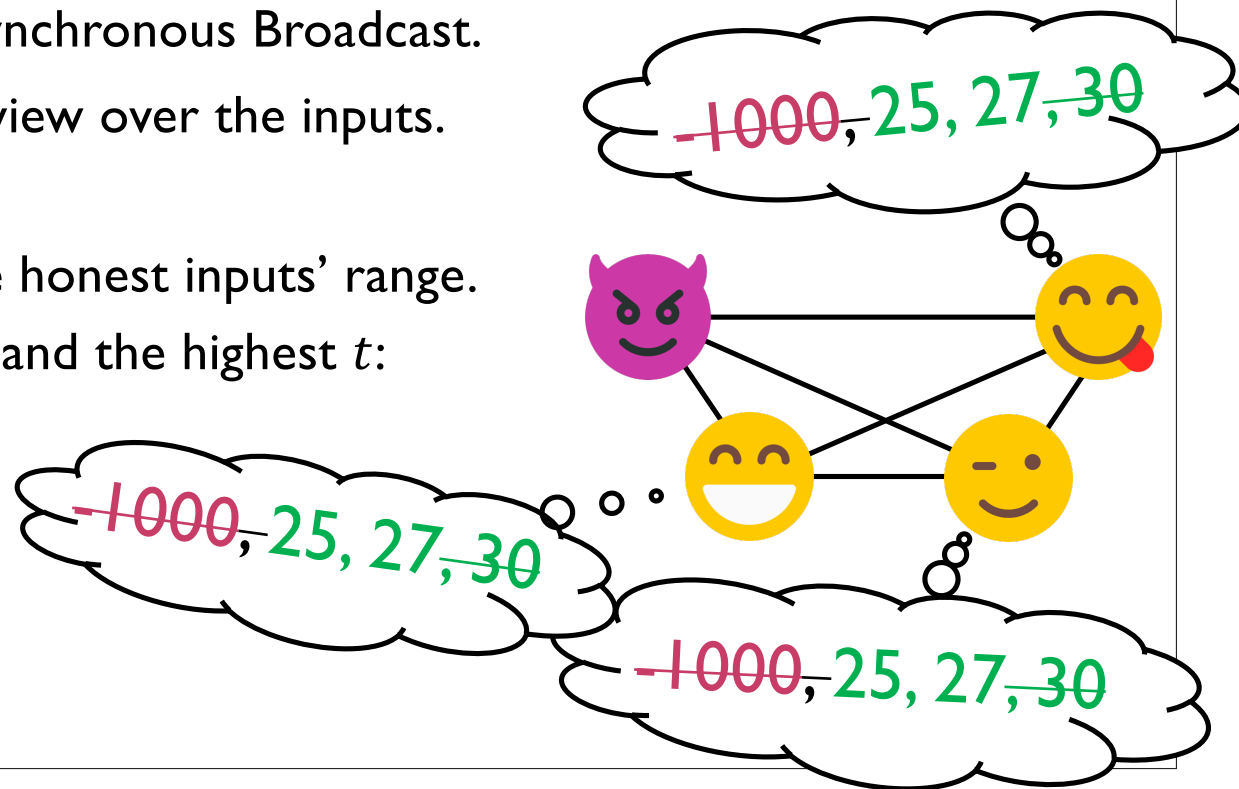 ynchronous Broadcast.
view over the inputs.
honest inputs’ range.
and the highest t:
-1000, 25, 27, 30
-1000, 25, 27, 30
-1000, 25, 27, 30